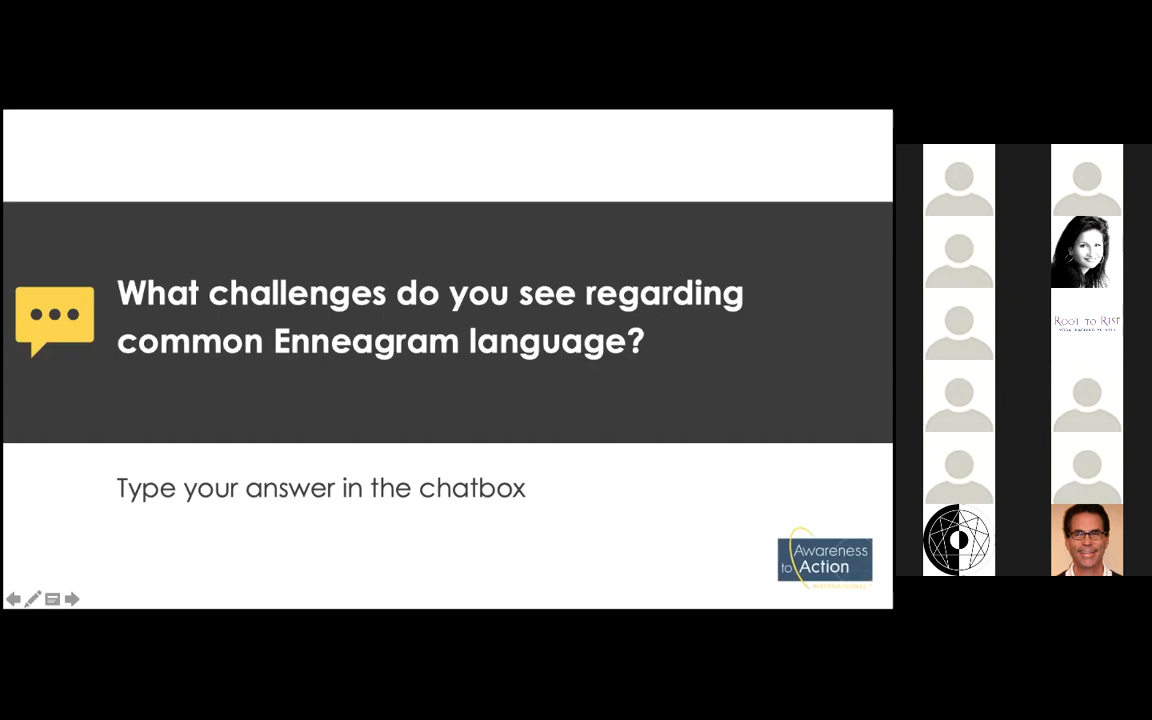 What challenges do you see regarding
common Enneagram language?
Type your answer in the chatbox
Awareness
to Action
ROOT TO RISE